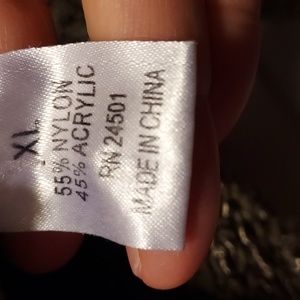 XL
55% NYLON
45% ACRYLIC
RN 24501
MADE IN CHINA